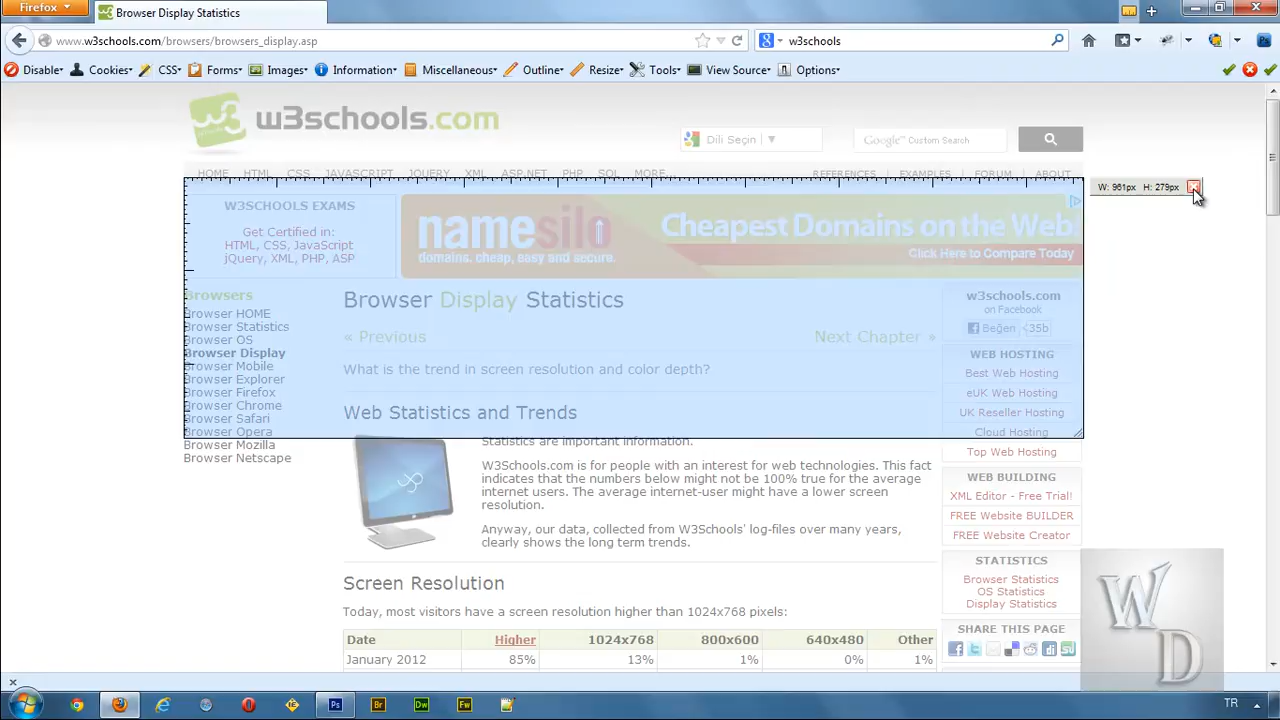 Firefox
Browser Display Statistics
www.w3schools.com/browsers/browsers_display.asp
w3schools
Disable
Cookies
CSS
Forms
Images
Information
Miscellaneous
Outline
Resize
Tools
View Source
Options
w3schools.com
Dili Seçin
Google™ Custom Search
HOME HTML CSS JAVASCRIPT JQUERY XML ASP.NET PHP SQL MORE...
REFERENCES EXAMPLES FORUM ABOUT
W: 961px H: 279px
W3SCHOOLS EXAMS
Get Certified in:
HTML, CSS, JavaScript
jQuery, XML, PHP, ASP
namesilo
domains. cheap, easy and secure.
Cheapest Domains on the Web.
Click Here to Compare Today
Browsers
Browser HOME
Browser Statistics
Browser OS
Browser Display
Browser Mobile
Browser Explorer
Browser Firefox
Browser Chrome
Browser Safari
Browser Opera
Browser Mozilla
Browser Netscape
Browser Display Statistics
« Previous
Next Chapter »
What is the trend in screen resolution and color depth?
Web Statistics and Trends
Statistics are important information.
W3Schools.com is for people with an interest for web technologies. This fact
indicates that the numbers below might not be 100% true for the average
internet users. The average internet-user might have a lower screen
resolution.
Anyway, our data, collected from W3Schools' log-files over many years,
clearly shows the long term trends.
Screen Resolution
Today, most visitors have a screen resolution higher than 1024x768 pixels:
Date Higher 1024x768 800x600 640x480 Other
January 2012 85% 13% 1% 0% 1%
w3schools.com
on Facebook
Beğen 35b
WEB HOSTING
Best Web Hosting
eUK Web Hosting
UK Reseller Hosting
Cloud Hosting
Top Web Hosting
WEB BUILDING
XML Editor - Free Trial!
FREE Website BUILDER
FREE Website Creator
STATISTICS
Browser Statistics
OS Statistics
Display Statistics
SHARE THIS PAGE
WD
x
Ps
Br
Dw
Fw
TR